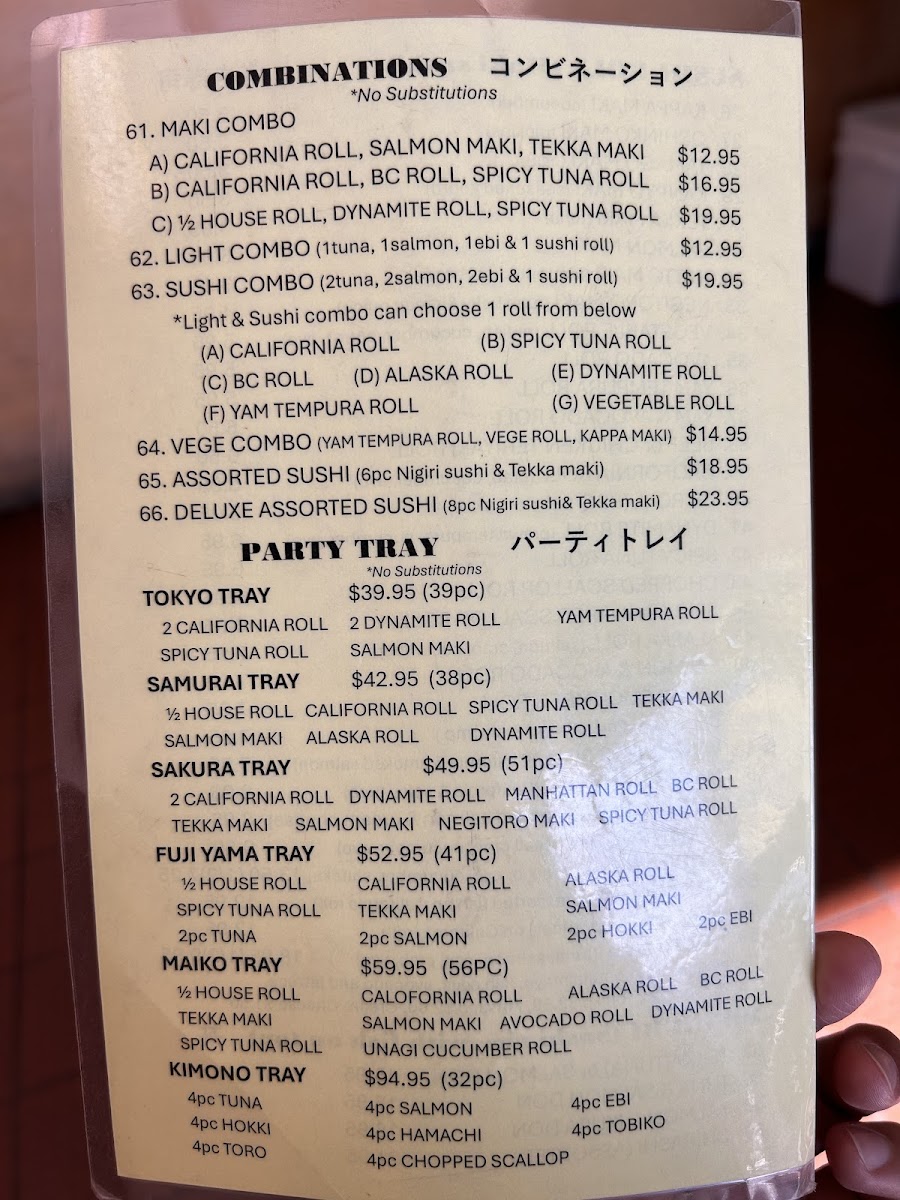 COMBINATIONS コンビネーション
*No Substitutions
61. MAKI COMBO
A) CALIFORNIA ROLL, SALMON MAKI, TEKKA MAKI $12.95
B) CALIFORNIA ROLL, BC ROLL, SPICY TUNA ROLL $16.95
C) ½ HOUSE ROLL, DYNAMITE ROLL, SPICY TUNA ROLL $19.95
62. LIGHT COMBO (1tuna, 1salmon, 1ebi & 1 sushi roll) $12.95
63. SUSHI COMBO (2tuna, 2salmon, 2ebi & 1 sushi roll) $19.95
*Light & Sushi combo can choose 1 roll from below
(A) CALIFORNIA ROLL (B) SPICY TUNA ROLL
(C) BC ROLL (D) ALASKA ROLL (E) DYNAMITE ROLL
(F) YAM TEMPURA ROLL (G) VEGETABLE ROLL
64. VEGE COMBO (YAM TEMPURA ROLL, VEGE ROLL, KAPPA MAKI) $14.95
65. ASSORTED SUSHI (6pc Nigiri sushi & Tekka maki) $18.95
66. DELUXE ASSORTED SUSHI (8pc Nigiri sushi& Tekka maki) $23.95
PARTY TRAY パーティトレイ
*No Substitutions
TOKYO TRAY $39.95 (39pc)
2 CALIFORNIA ROLL 2 DYNAMITE ROLL YAM TEMPURA ROLL
SPICY TUNA ROLL SALMON MAKI
SAMURAI TRAY $42.95 (38pc)
½ HOUSE ROLL CALIFORNIA ROLL SPICY TUNA ROLL TEKKA MAKI
SALMON MAKI ALASKA ROLL DYNAMITE ROLL
SAKURA TRAY $49.95 (51pc)
2 CALIFORNIA ROLL DYNAMITE ROLL MANHATTAN ROLL BC ROLL
TEKKA MAKI SALMON MAKI NEGITORO MAKI SPICY TUNA ROLL
FUJI YAMA TRAY $52.95 (41pc)
½ HOUSE ROLL CALIFORNIA ROLL ALASKA ROLL
SPICY TUNA ROLL TEKKA MAKI SALMON MAKI
2pc TUNA 2pc SALMON 2pc HOKKI 2pc EBI
MAIKO TRAY $59.95 (56PC)
½ HOUSE ROLL CALOFORNIA ROLL ALASKA ROLL BC ROLL
TEKKA MAKI SALMON MAKI AVOCADO ROLL DYNAMITE ROLL
SPICY TUNA ROLL UNAGI CUCUMBER ROLL
KIMONO TRAY $94.95 (32pc)
4pc TUNA 4pc SALMON 4pc EBI
4pc HOKKI 4pc HAMACHI 4pc TOBIKO
4pc TORO 4pc CHOPPED SCALLOP